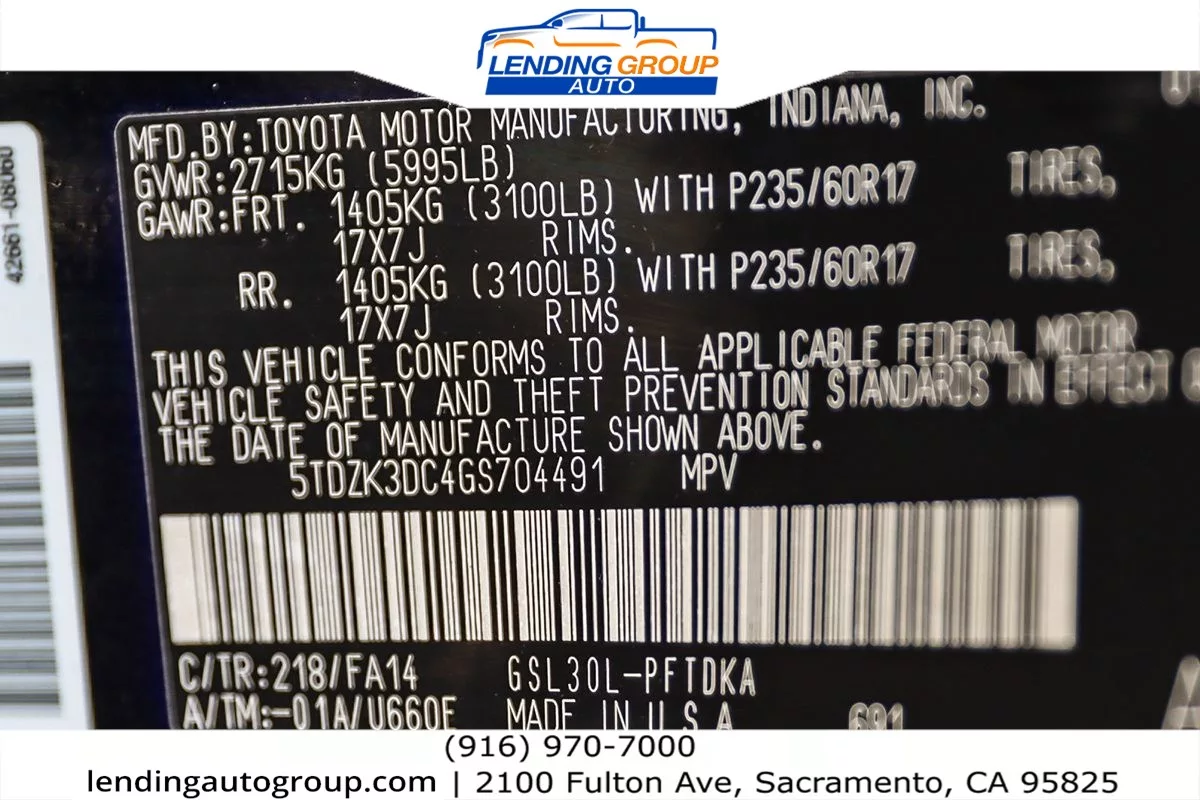 LENDING GROUP
AUTO
MFD.BY:TOYOTA MOTOR MANUFACTURING, INDIANA, INC.
GVWR:2715KG (5995LB)
GAWR:FRT. 1405KG (3100LB) WITH P235/60R17 TIRES,
17X7J RIMS.
RR. 1405KG (3100LB) WITH P235/60R17 TIRES,
17X7J RIMS.
THIS VEHICLE CONFORMS TO ALL APPLICABLE FEDERAL MOTOR
VEHICLE SAFETY AND THEFT PREVENTION STANDARDS IN EFFECT
THE DATE OF MANUFACTURE SHOWN ABOVE.
5TDZK3DC4GS704491 MPV
C/TR:218/FA14 GSL30L-PFTDKA
A/TM:-01A/U660E MADE IN U.S.A. 691
42661-08060
(916) 970-7000
lendingautogroup.com | 2100 Fulton Ave, Sacramento, CA 95825